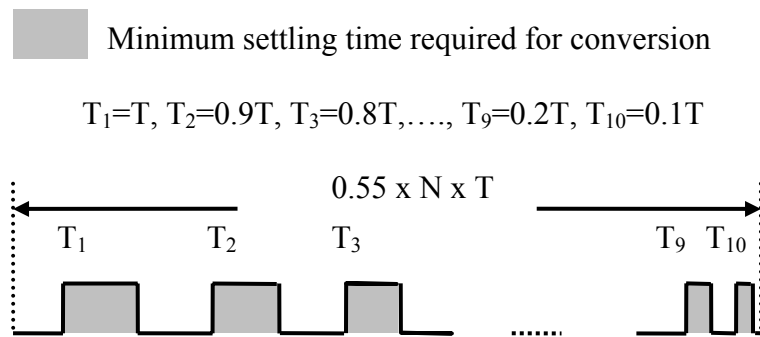 Minimum settling time required for conversion
T₁=T, T₂=0.9T, T₃=0.8T,…., T₉=0.2T, T₁₀=0.1T
0.55 x N x T
T₁ T₂ T₃ T₉ T₁₀